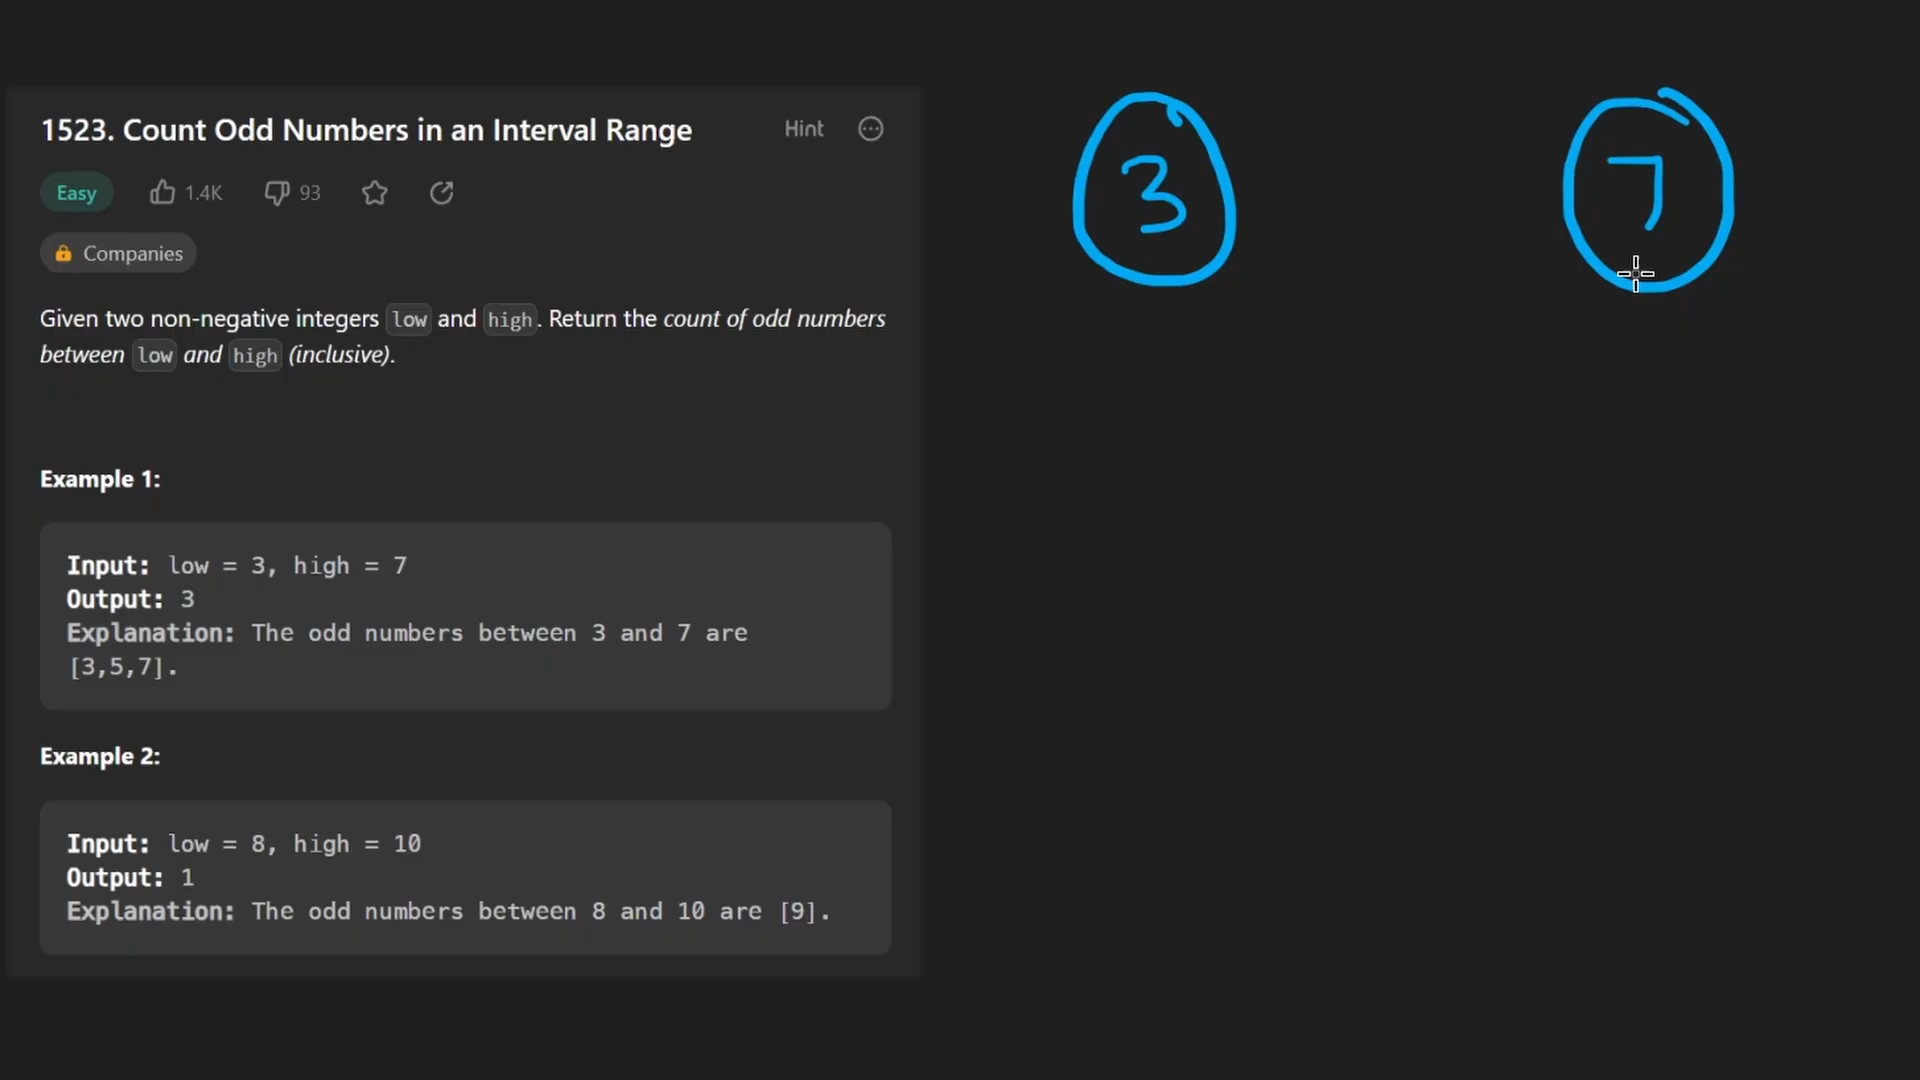 1523. Count Odd Numbers in an Interval Range
Hint
Easy 1.4K 93
Companies
Given two non-negative integers low and high. Return the count of odd numbers
between low and high (inclusive).
Example 1:
Input: low = 3, high = 7
Output: 3
Explanation: The odd numbers between 3 and 7 are
[3,5,7].
Example 2:
Input: low = 8, high = 10
Output: 1
Explanation: The odd numbers between 8 and 10 are [9].
3
7